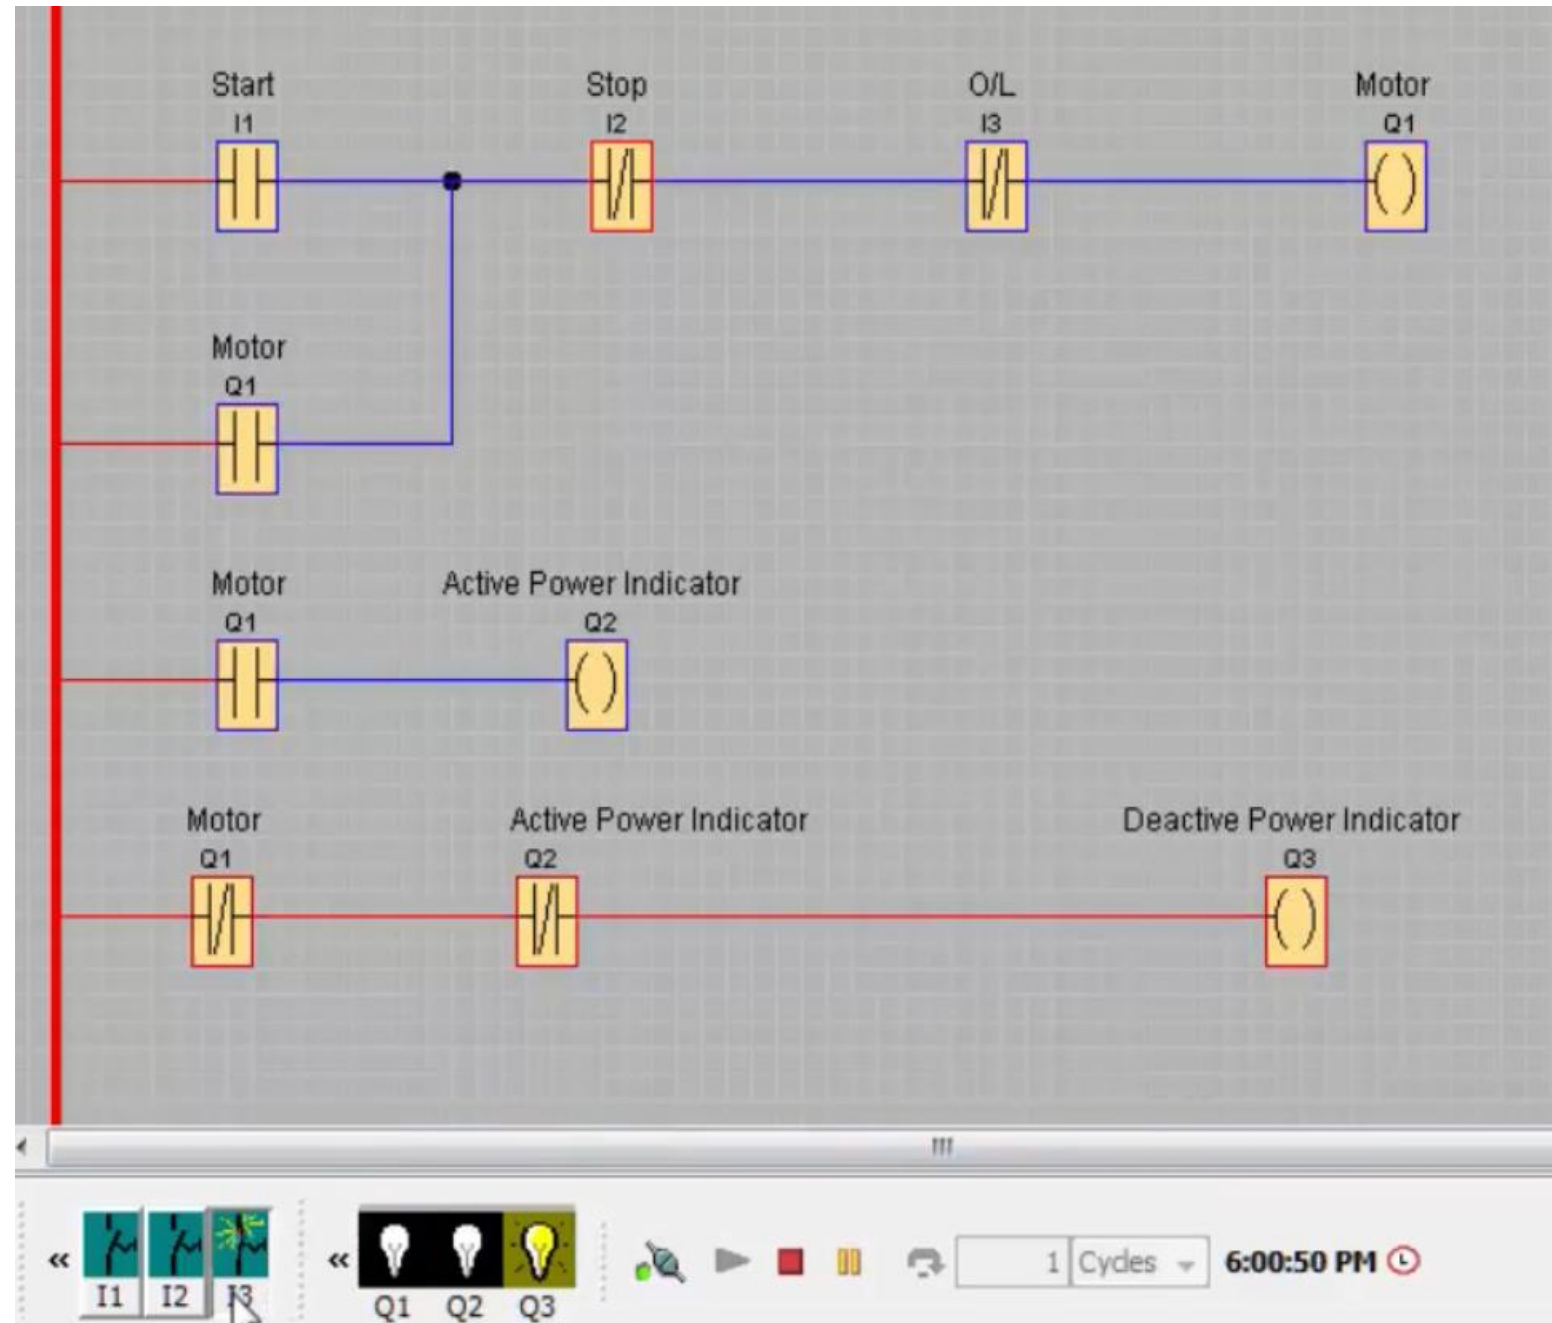 Start Stop O/L Motor
I1 I2 I3 Q1
Motor
Q1
Motor Active Power Indicator
Q1 Q2
Motor Active Power Indicator Deactive Power Indicator
Q1 Q2 Q3
« « 1 Cycles 6:00:50 PM
I1 I2 I3 Q1 Q2 Q3